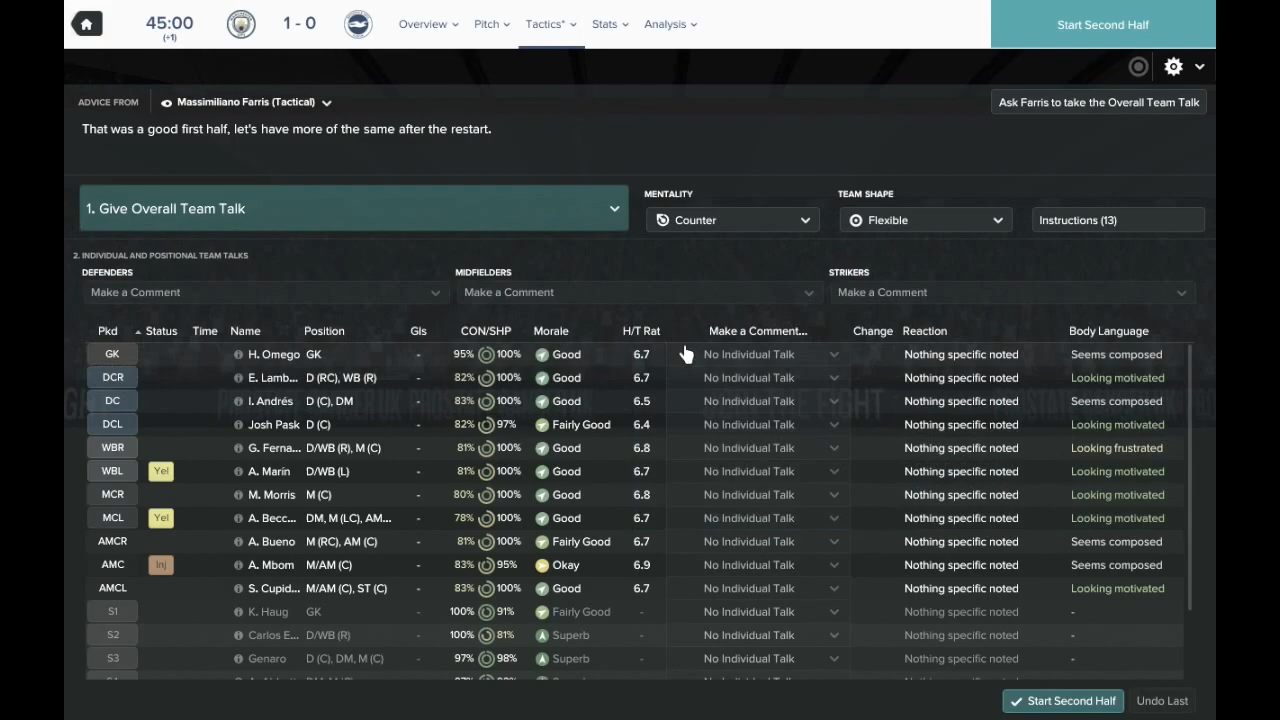 45:00 1 - 0 Overview Pitch Tactics* Stats Analysis Start Second Half
(+1)
ADVICE FROM Massimiliano Farris (Tactical) Ask Farris to take the Overall Team Talk
That was a good first half, let's have more of the same after the restart.
MENTALITY TEAM SHAPE
1. Give Overall Team Talk Counter Flexible Instructions (13)
2. INDIVIDUAL AND POSITIONAL TEAM TALKS
DEFENDERS MIDFIELDERS STRIKERS
Make a Comment Make a Comment Make a Comment
Pkd Status Time Name Position Gls CON/SHP Morale H/T Rat Make a Comment... Change Reaction Body Language
GK H. Omego GK - 95% 100% Good 6.7 No Individual Talk Nothing specific noted Seems composed
DCR E. Lamb... D (RC), WB (R) - 82% 100% Good 6.7 No Individual Talk Nothing specific noted Looking motivated
DC I. Andrés D (C), DM - 83% 100% Good 6.5 No Individual Talk Nothing specific noted Seems composed
DCL Josh Pask D (C) - 82% 97% Fairly Good 6.4 No Individual Talk Nothing specific noted Looking motivated
WBR G. Ferna... D/WB (R), M (C) - 81% 100% Good 6.8 No Individual Talk Nothing specific noted Looking frustrated
WBL Yel A. Marín D/WB (L) - 81% 100% Good 6.7 No Individual Talk Nothing specific noted Looking motivated
MCR M. Morris M (C) - 80% 100% Good 6.8 No Individual Talk Nothing specific noted Looking motivated
MCL Yel A. Becc... DM, M (LC), AM... - 78% 100% Good 6.7 No Individual Talk Nothing specific noted Looking motivated
AMCR A. Bueno M (RC), AM (C) - 81% 100% Fairly Good 6.7 No Individual Talk Nothing specific noted Seems composed
AMC Inj A. Mbom M/AM (C) - 83% 95% Okay 6.9 No Individual Talk Nothing specific noted Seems composed
AMCL S. Cupid... M/AM (C), ST (C) - 83% 100% Good 6.7 No Individual Talk Nothing specific noted Looking motivated
S1 K. Haug GK 100% 91% Fairly Good - No Individual Talk Nothing specific noted -
S2 Carlos E... D/WB (R) 100% 81% Superb - No Individual Talk Nothing specific noted -
S3 Genaro D (C), DM, M (C) 97% 98% Superb - No Individual Talk Nothing specific noted -
Start Second Half Undo Last